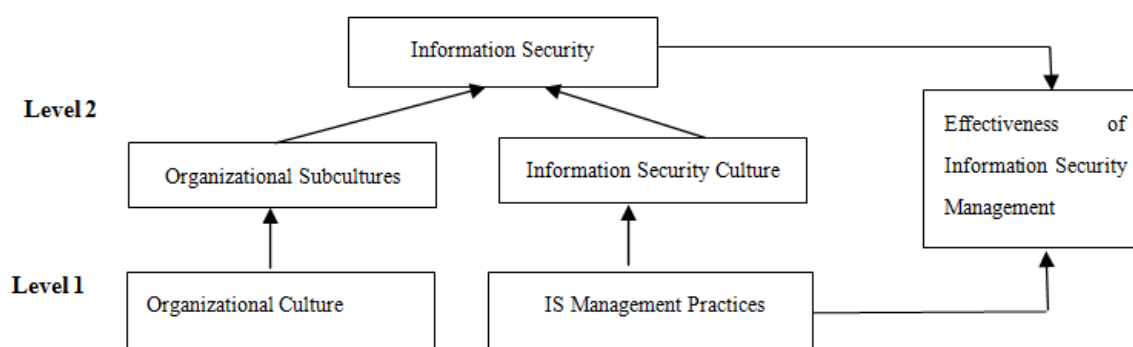 Information Security
Level 2
Effectiveness of
Information Security
Management
Organizational Subcultures
Information Security Culture
Level 1
Organizational Culture
IS Management Practices